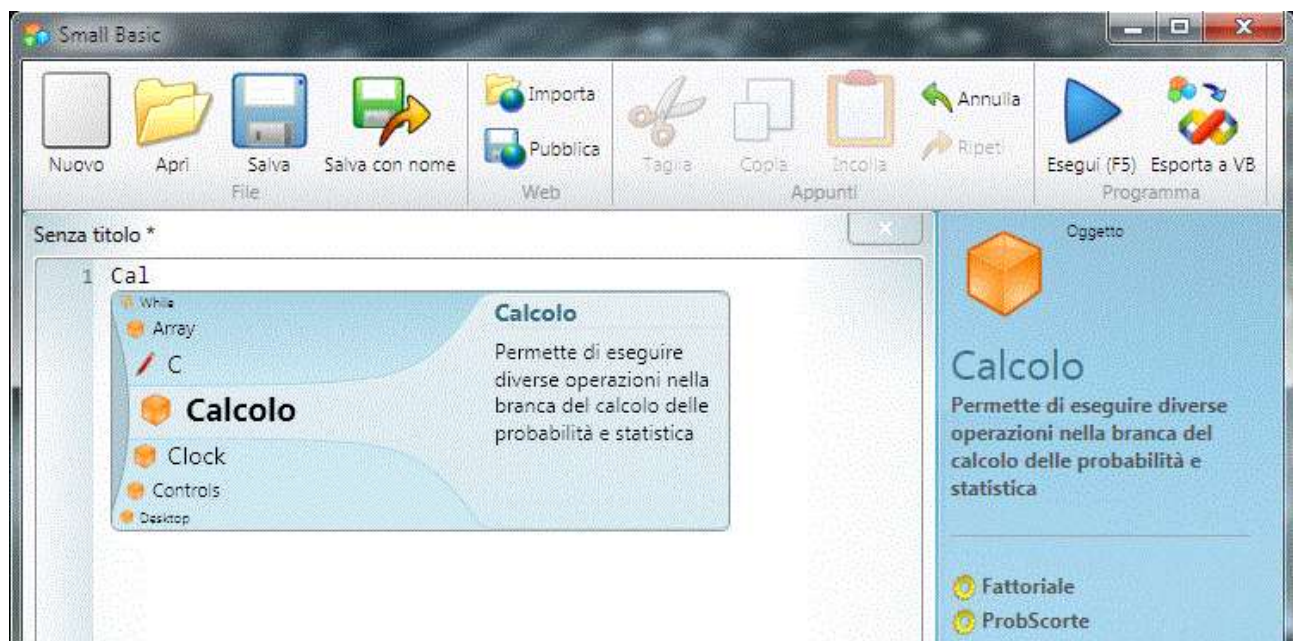 Small Basic
Nuovo
Apri
Salva
Salva con nome
File
Importa
Pubblica
Web
Taglia
Copia
Incolla
Appunti
Annulla
Ripeti
Esegui (F5)
Esporta a VB
Programma
Senza titolo *
1 Cal
While
Array
C
Calcolo
Clock
Controls
Desktop
Calcolo
Permette di eseguire
diverse operazioni nella
branca del calcolo delle
probabilità e statistica
Oggetto
Calcolo
Permette di eseguire diverse
operazioni nella branca del
calcolo delle probabilità e
statistica
Fattoriale
ProbScorte